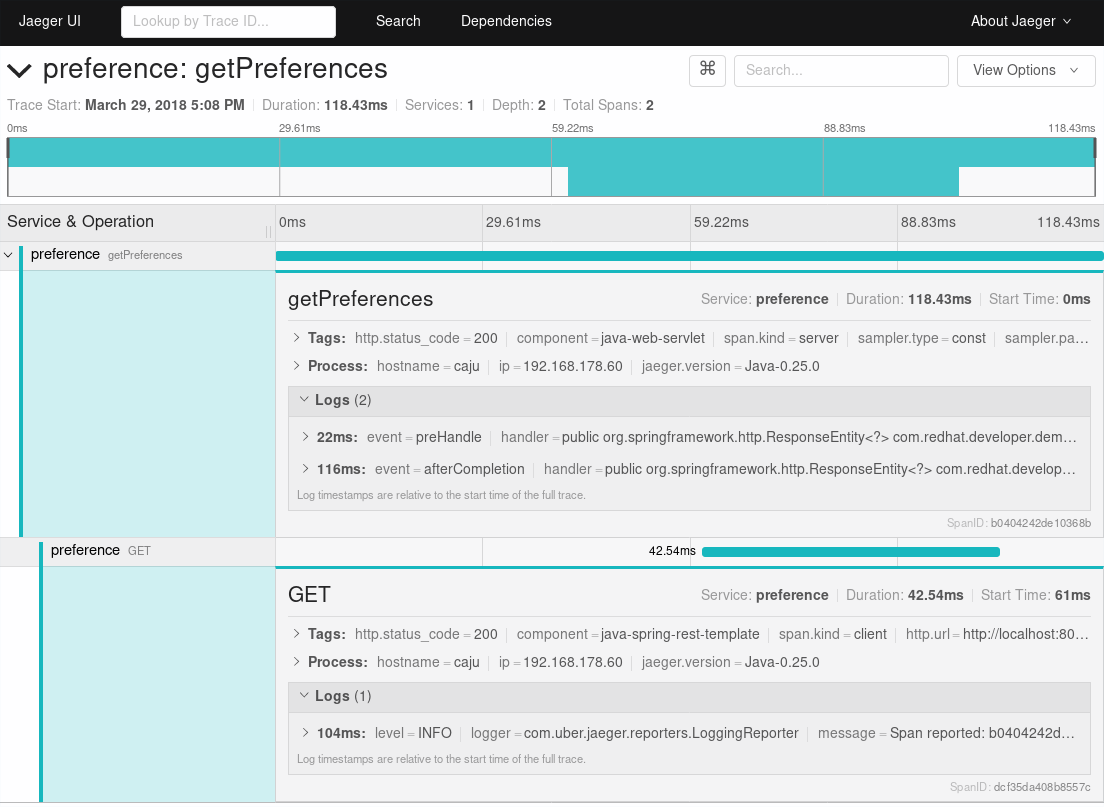 Jaeger UI Lookup by Trace ID... Search Dependencies About Jaeger
preference: getPreferences ⌘ Search... View Options
Trace Start: March 29, 2018 5:08 PM Duration: 118.43ms Services: 1 Depth: 2 Total Spans: 2
0ms 29.61ms 59.22ms 88.83ms 118.43ms
Service & Operation 0ms 29.61ms 59.22ms 88.83ms 118.43ms
preference getPreferences
getPreferences Service: preference Duration: 118.43ms Start Time: 0ms
Tags: http.status_code = 200 component = java-web-servlet span.kind = server sampler.type = const sampler.pa...
Process: hostname = caju ip = 192.168.178.60 jaeger.version = Java-0.25.0
Logs (2)
22ms: event = preHandle handler = public org.springframework.http.ResponseEntity<?> com.redhat.developer.dem...
116ms: event = afterCompletion handler = public org.springframework.http.ResponseEntity<?> com.redhat.develop...
Log timestamps are relative to the start time of the full trace.
SpanID: b0404242de10368b
preference GET 42.54ms
GET Service: preference Duration: 42.54ms Start Time: 61ms
Tags: http.status_code = 200 component = java-spring-rest-template span.kind = client http.url = http://localhost:80...
Process: hostname = caju ip = 192.168.178.60 jaeger.version = Java-0.25.0
Logs (1)
104ms: level = INFO logger = com.uber.jaeger.reporters.LoggingReporter message = Span reported: b0404242d...
Log timestamps are relative to the start time of the full trace.
SpanID: dcf35da408b8557c